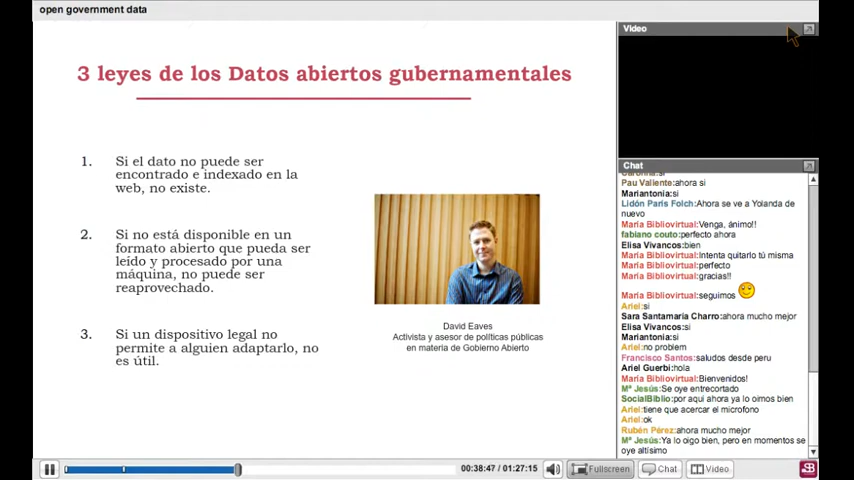 open government data
3 leyes de los Datos abiertos gubernamentales
1. Si el dato no puede ser
encontrado e indexado en la
web, no existe.
2. Si no está disponible en un
formato abierto que pueda ser
leído y procesado por una
máquina, no puede ser
reaprovechado.
3. Si un dispositivo legal no
permite a alguien adaptarlo, no
es útil.
David Eaves
Activista y asesor de políticas públicas
en materia de Gobierno Abierto
Video
Chat
Pau Valiente:ahora si
Mariantonia:si
Lidón París Folch:Ahora se ve a Yolanda de
nuevo
María Bibliovirtual:Venga, ánimo!!
fabiano couto:perfecto ahora
Elisa Vivancos:bien
María Bibliovirtual:Intenta quitarlo tú misma
María Bibliovirtual:perfecto
María Bibliovirtual:gracias!!
María Bibliovirtual:seguimos
Ariel:si
Sara Santamaría Charro:ahora mucho mejor
Elisa Vivancos:si
Mariantonia:si
Ariel:no problem
Francisco Santos:saludos desde peru
Ariel Guerbi:hola
María Bibliovirtual:Bienvenidos!
Mª Jesús:Se oye entrecortado
SocialBiblio:por aqui ahora ya lo oimos bien
Ariel:tiene que acercar el microfono
Ariel:ok
Rubén Pérez:ahora mucho mejor
Mª Jesús:Ya lo oigo bien, pero en momentos se
oye altísimo
00:38:47 / 01:27:15
Fullscreen
Chat
Video